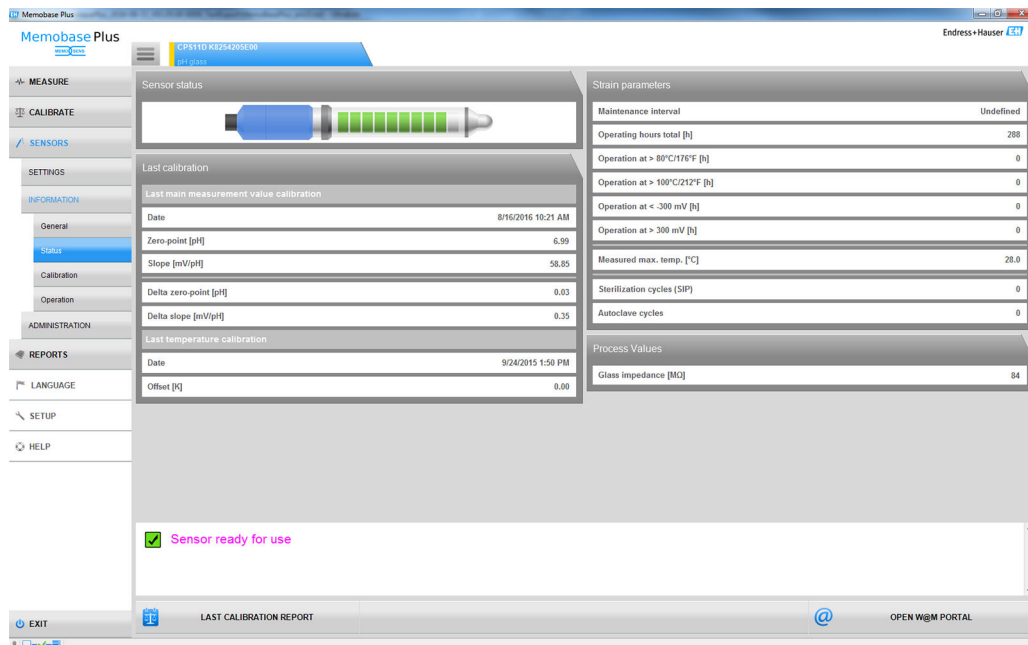 Memobase Plus
Memobase Plus
MEMOSENS
CPS11D K8254205E00
pH glass
Endress+Hauser EH
MEASURE
CALIBRATE
SENSORS
SETTINGS
INFORMATION
General
Status
Calibration
Operation
ADMINISTRATION
REPORTS
LANGUAGE
SETUP
HELP
EXIT
Sensor status
Last calibration
Last main measurement value calibration
Date 8/16/2016 10:21 AM
Zero-point [pH] 6.99
Slope [mV/pH] 58.85
Delta zero-point [pH] 0.03
Delta slope [mV/pH] 0.35
Last temperature calibration
Date 9/24/2015 1:50 PM
Offset [K] 0.00
Strain parameters
Maintenance interval Undefined
Operating hours total [h] 288
Operation at > 80°C/176°F [h] 0
Operation at > 100°C/212°F [h] 0
Operation at < -300 mV [h] 0
Operation at > 300 mV [h] 0
Measured max. temp. [°C] 28.0
Sterilization cycles (SIP) 0
Autoclave cycles 0
Process Values
Glass impedance [MΩ] 84
Sensor ready for use
LAST CALIBRATION REPORT
@ OPEN W@M PORTAL